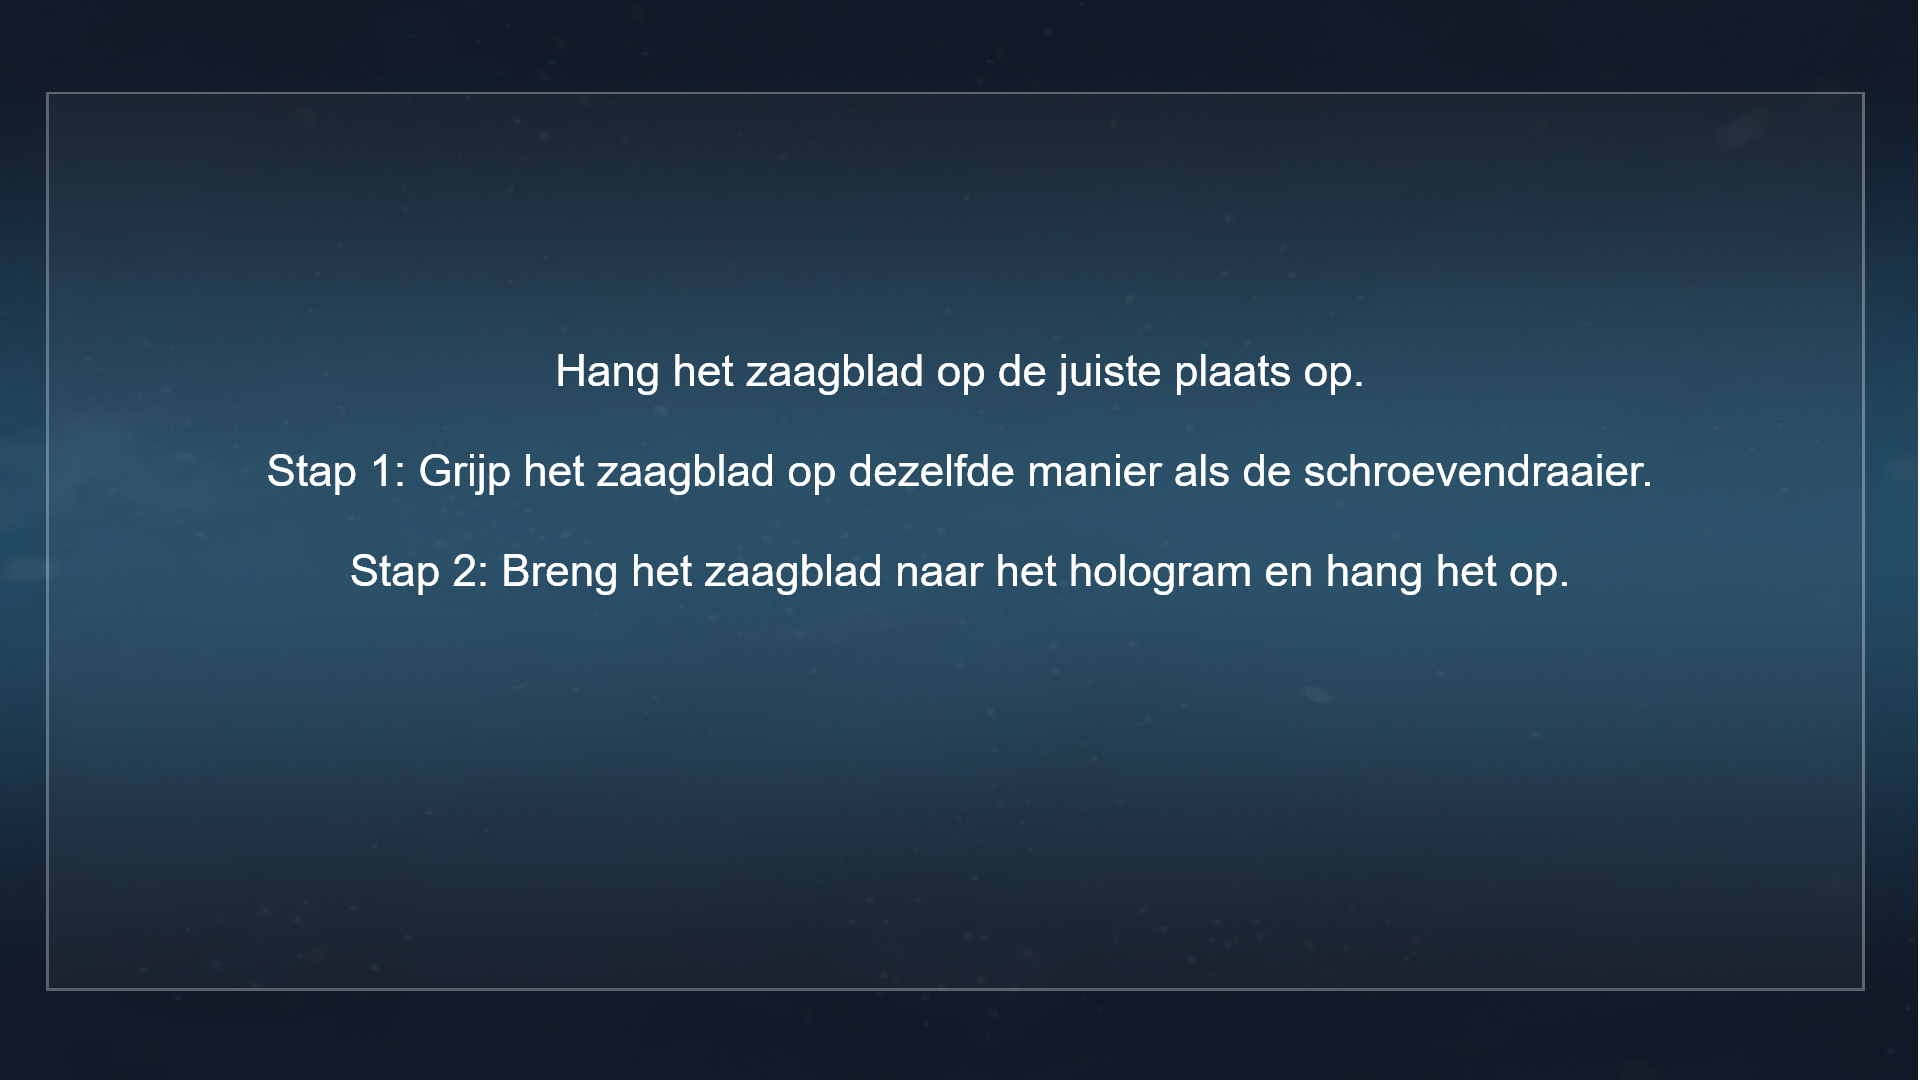 Hang het zaagblad op de juiste plaats op.
Stap 1: Grijp het zaagblad op dezelfde manier als de schroevendraaier.
Stap 2: Breng het zaagblad naar het hologram en hang het op.